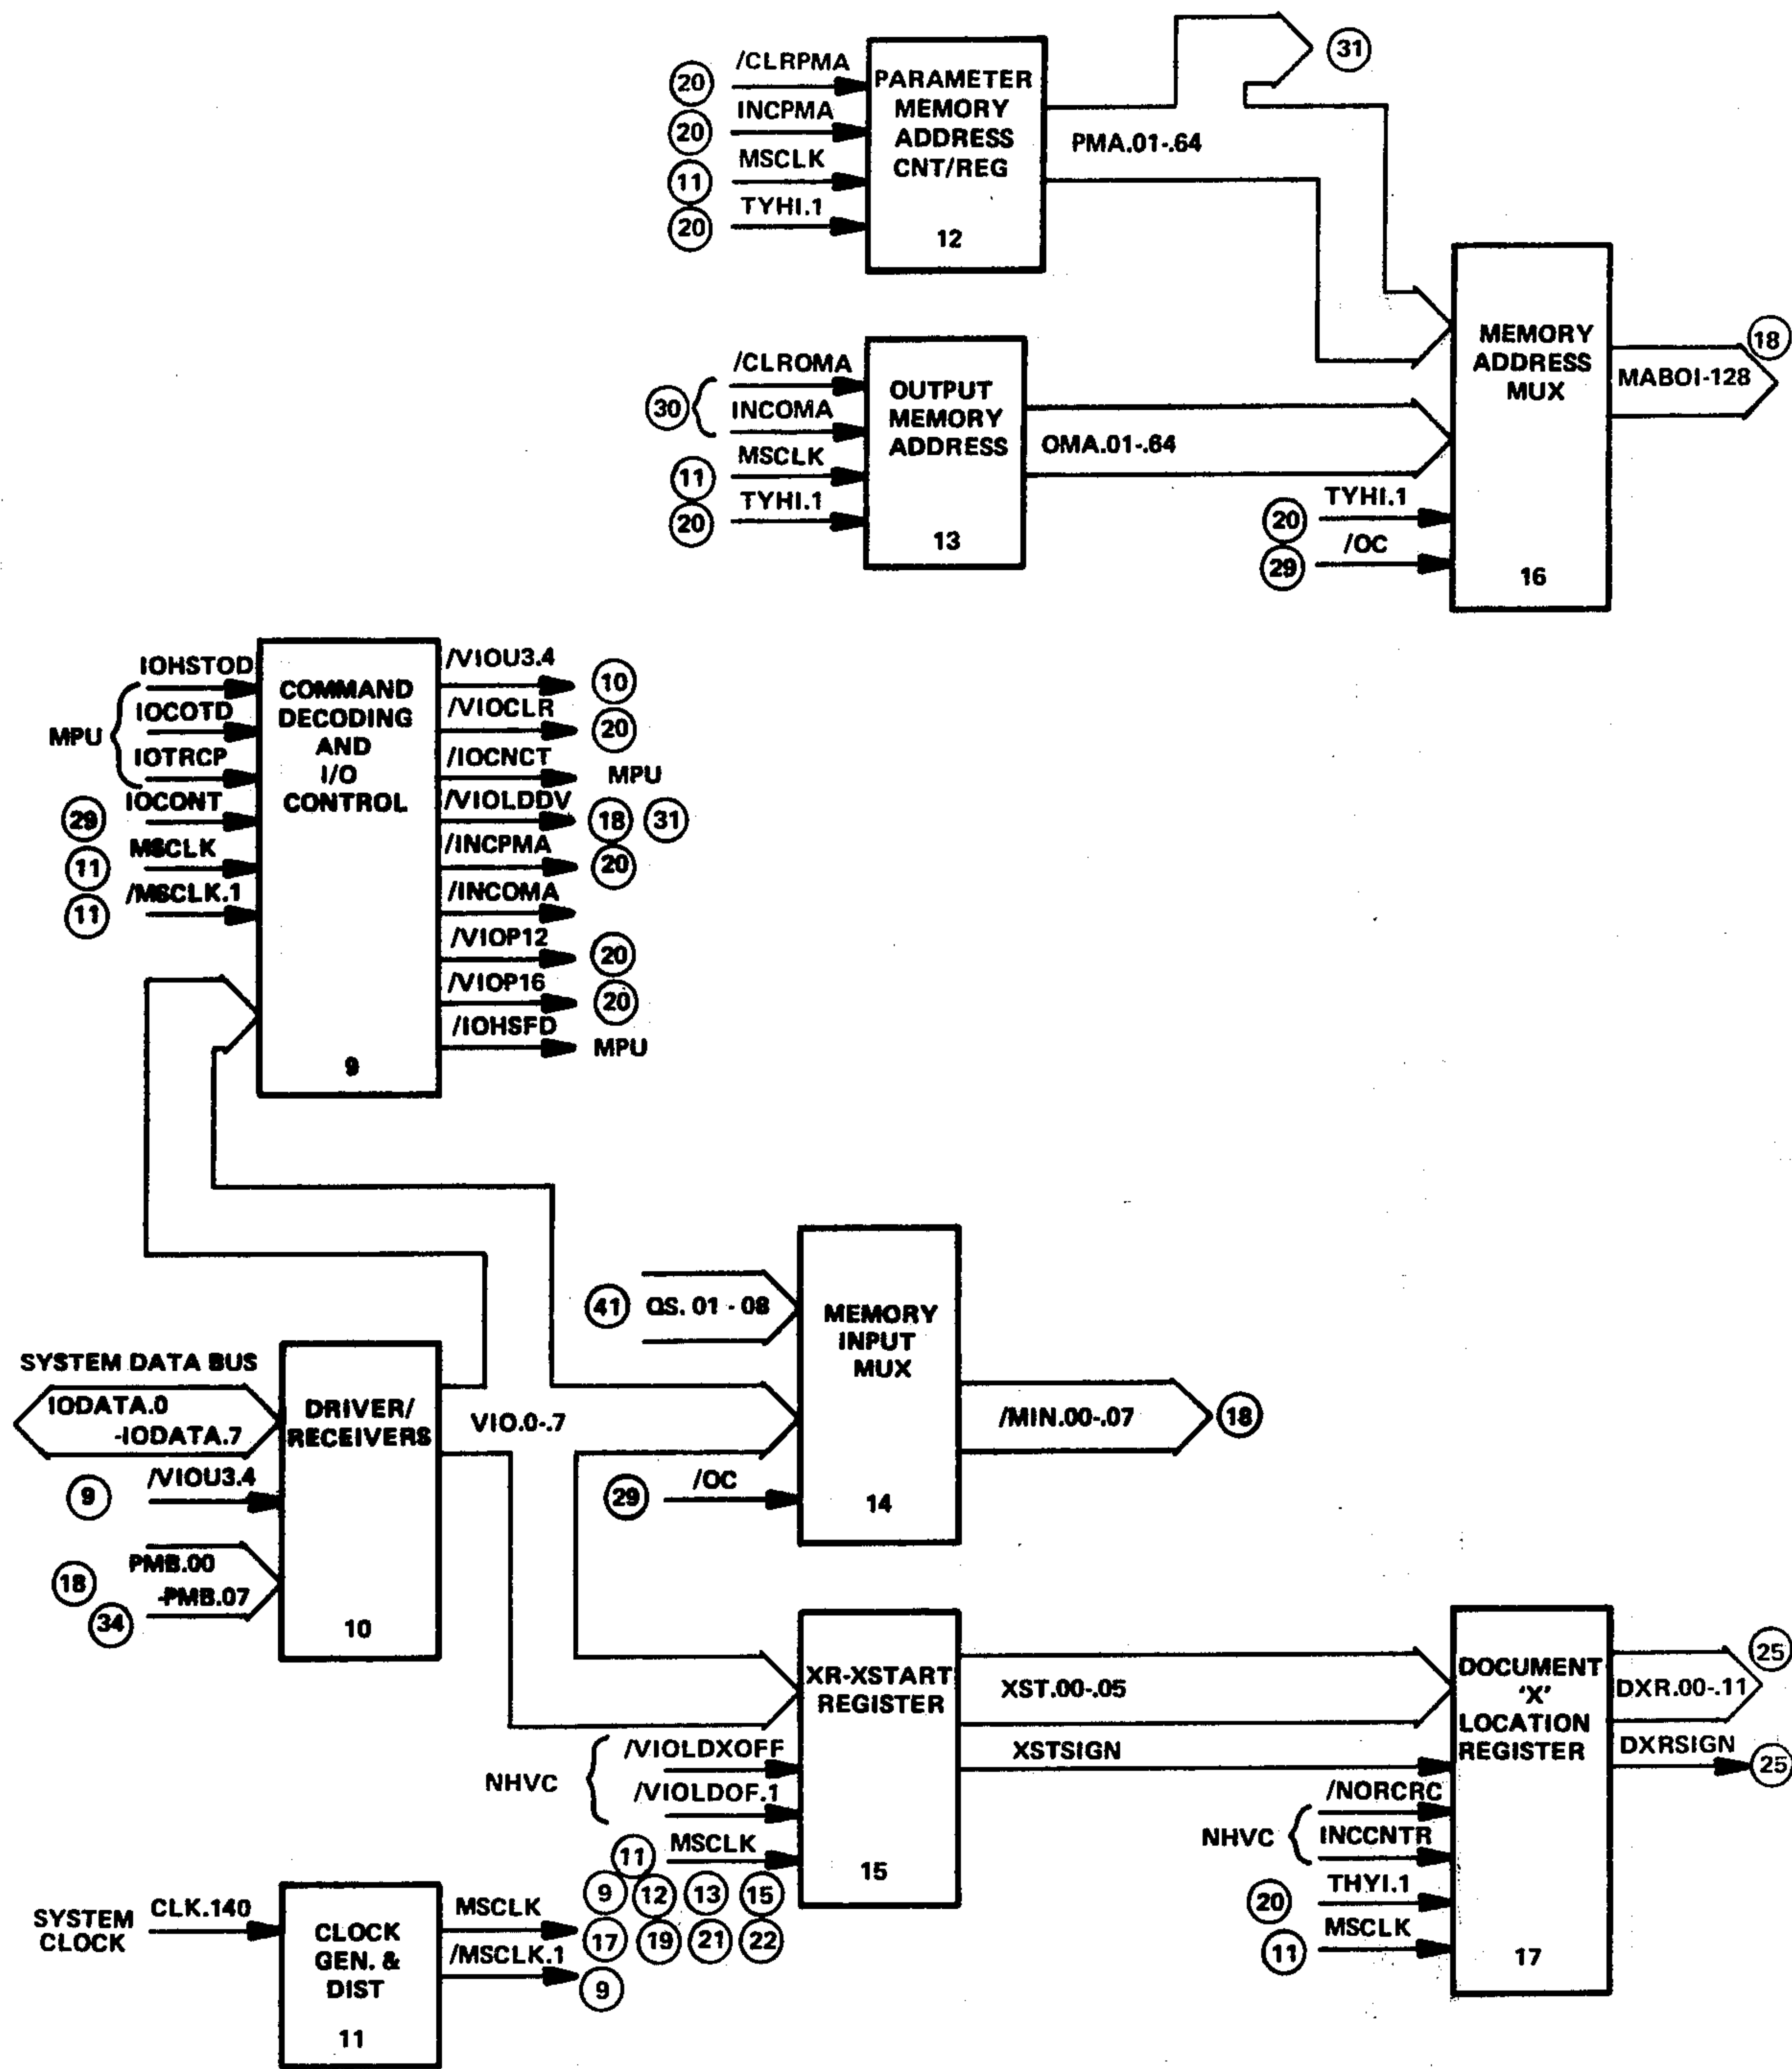 /CLRPMA
20
INCPMA
20
MSCLK
11
TYHI.1
20
PARAMETER
MEMORY
ADDRESS
CNT/REG
12
PMA.01-.64
31
/CLROMA
30
INCOMA
MSCLK
11
TYHI.1
20
OUTPUT
MEMORY
ADDRESS
13
OMA.01-.64
TYHI.1
20
/OC
29
MEMORY
ADDRESS
MUX
16
18
MABOI-128
MPU
IOHSTOD
IOCOTD
IOTRCP
IOCONT
29
MSCLK
11
/MSCLK.1
11
COMMAND
DECODING
AND
I/O
CONTROL
9
/VIOU3.4
10
/VIOCLR
20
/IOCNCT
MPU
/VIOLDDV
18 31
/INCPMA
20
/INCOMA
/VIOP12
20
/VIOP16
20
/IOHSFD
MPU
SYSTEM DATA BUS
IODATA.0
-IODATA.7
/VIOU3.4
9
PMB.00
-PMB.07
18
34
DRIVER/
RECEIVERS
10
VIO.0-.7
41 QS. 01 - 08
/OC
29
MEMORY
INPUT
MUX
14
/MIN.00-.07
18
NHVC
/VIOLDXOFF
/VIOLDOF.1
MSCLK
11
XR-XSTART
REGISTER
15
XST.00-.05
XSTSIGN
NHVC
/NORCRC
INCCNTR
THYI.1
20
MSCLK
11
DOCUMENT
'X'
LOCATION
REGISTER
17
25
DXR.00-.11
DXRSIGN
25
SYSTEM
CLOCK
CLK.140
CLOCK
GEN. &
DIST
11
MSCLK
9 12 13 15
17 19 21 22
/MSCLK.1
9